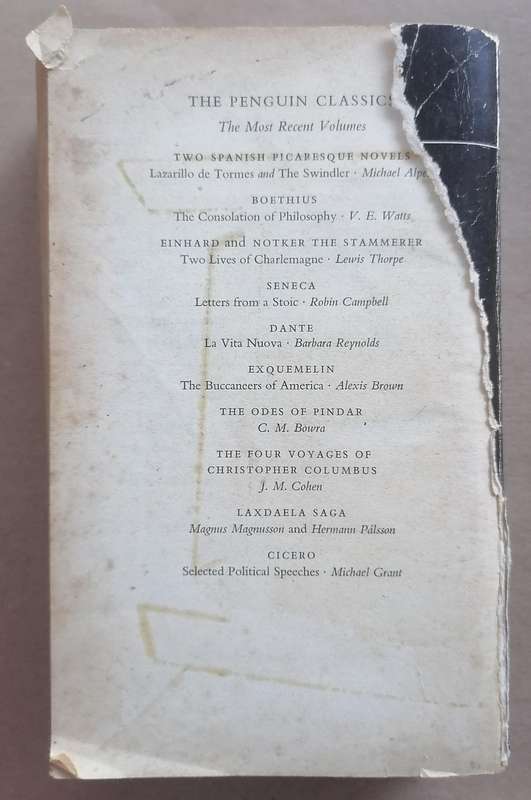 THE PENGUIN CLASSICS
The Most Recent Volumes
TWO SPANISH PICARESQUE NOVELS
Lazarillo de Tormes and The Swindler · Michael Alpe
BOETHIUS
The Consolation of Philosophy · V. E. Watts
EINHARD and NOTKER THE STAMMERER
Two Lives of Charlemagne · Lewis Thorpe
SENECA
Letters from a Stoic · Robin Campbell
DANTE
La Vita Nuova · Barbara Reynolds
EXQUEMELIN
The Buccaneers of America · Alexis Brown
THE ODES OF PINDAR
C. M. Bowra
THE FOUR VOYAGES OF
CHRISTOPHER COLUMBUS
J. M. Cohen
LAXDAELA SAGA
Magnus Magnusson and Hermann Pálsson
CICERO
Selected Political Speeches · Michael Grant